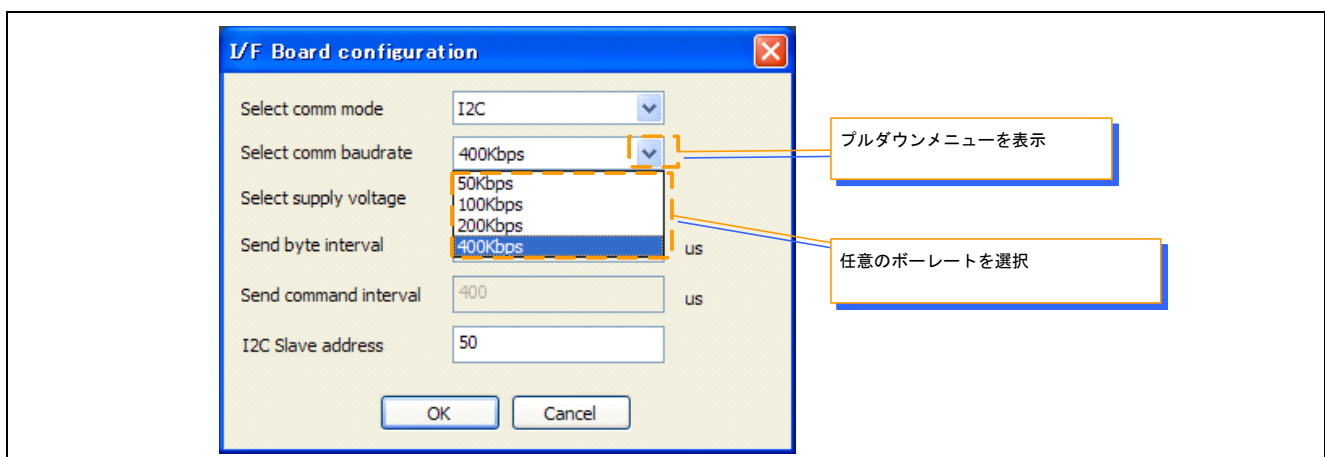 I/F Board configuration
Select comm mode
I2C
Select comm baudrate
400Kbps
プルダウンメニューを表示
50Kbps
100Kbps
200Kbps
400Kbps
Select supply voltage
Send byte interval
us
任意のボーレートを選択
Send command interval
400
us
I2C Slave address
50
OK
Cancel